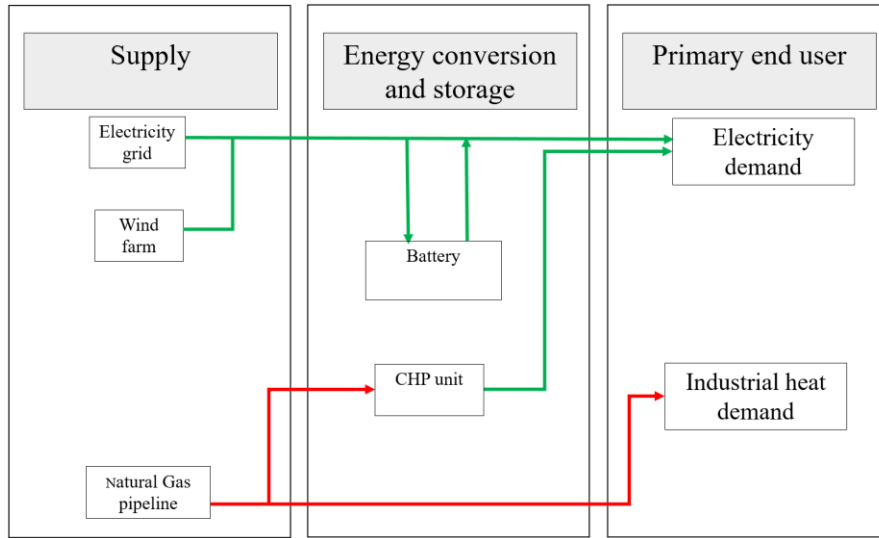 Supply
Energy conversion
and storage
Primary end user
Electricity
grid
Electricity
demand
Wind
farm
Battery
CHP unit
Industrial heat
demand
Natural Gas
pipeline